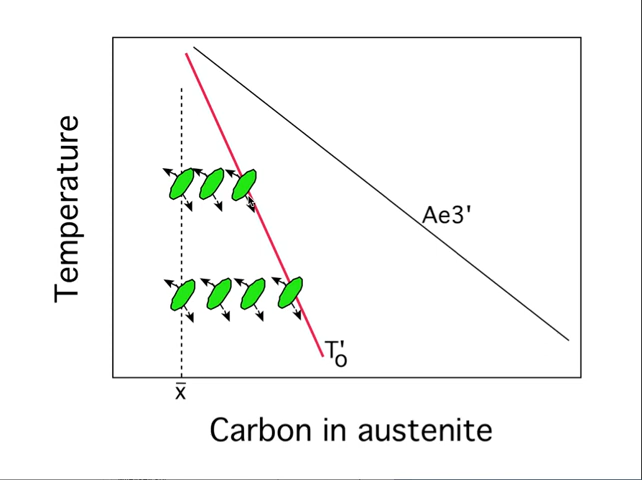 Temperature
Ae3'
T'o
x̄
Carbon in austenite